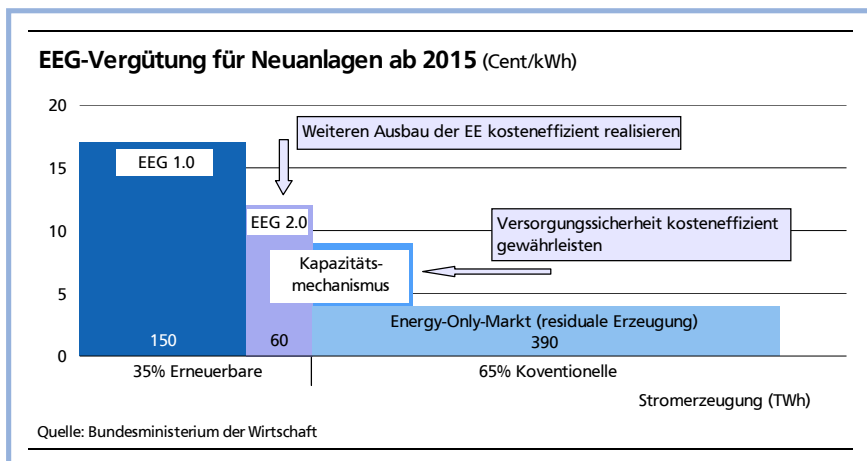 EEG-Vergütung für Neuanlagen ab 2015 (Cent/kWh)
20
Weiteren Ausbau der EE kosteneffizient realisieren
EEG 1.0
15
EEG 2.0
Versorgungssicherheit kosteneffizient
gewährleisten
10
Kapazitäts-
mechanismus
5
Energy-Only-Markt (residuale Erzeugung)
150
60
390
0
35% Erneuerbare
65% Koventionelle
Stromerzeugung (TWh)
Quelle: Bundesministerium der Wirtschaft